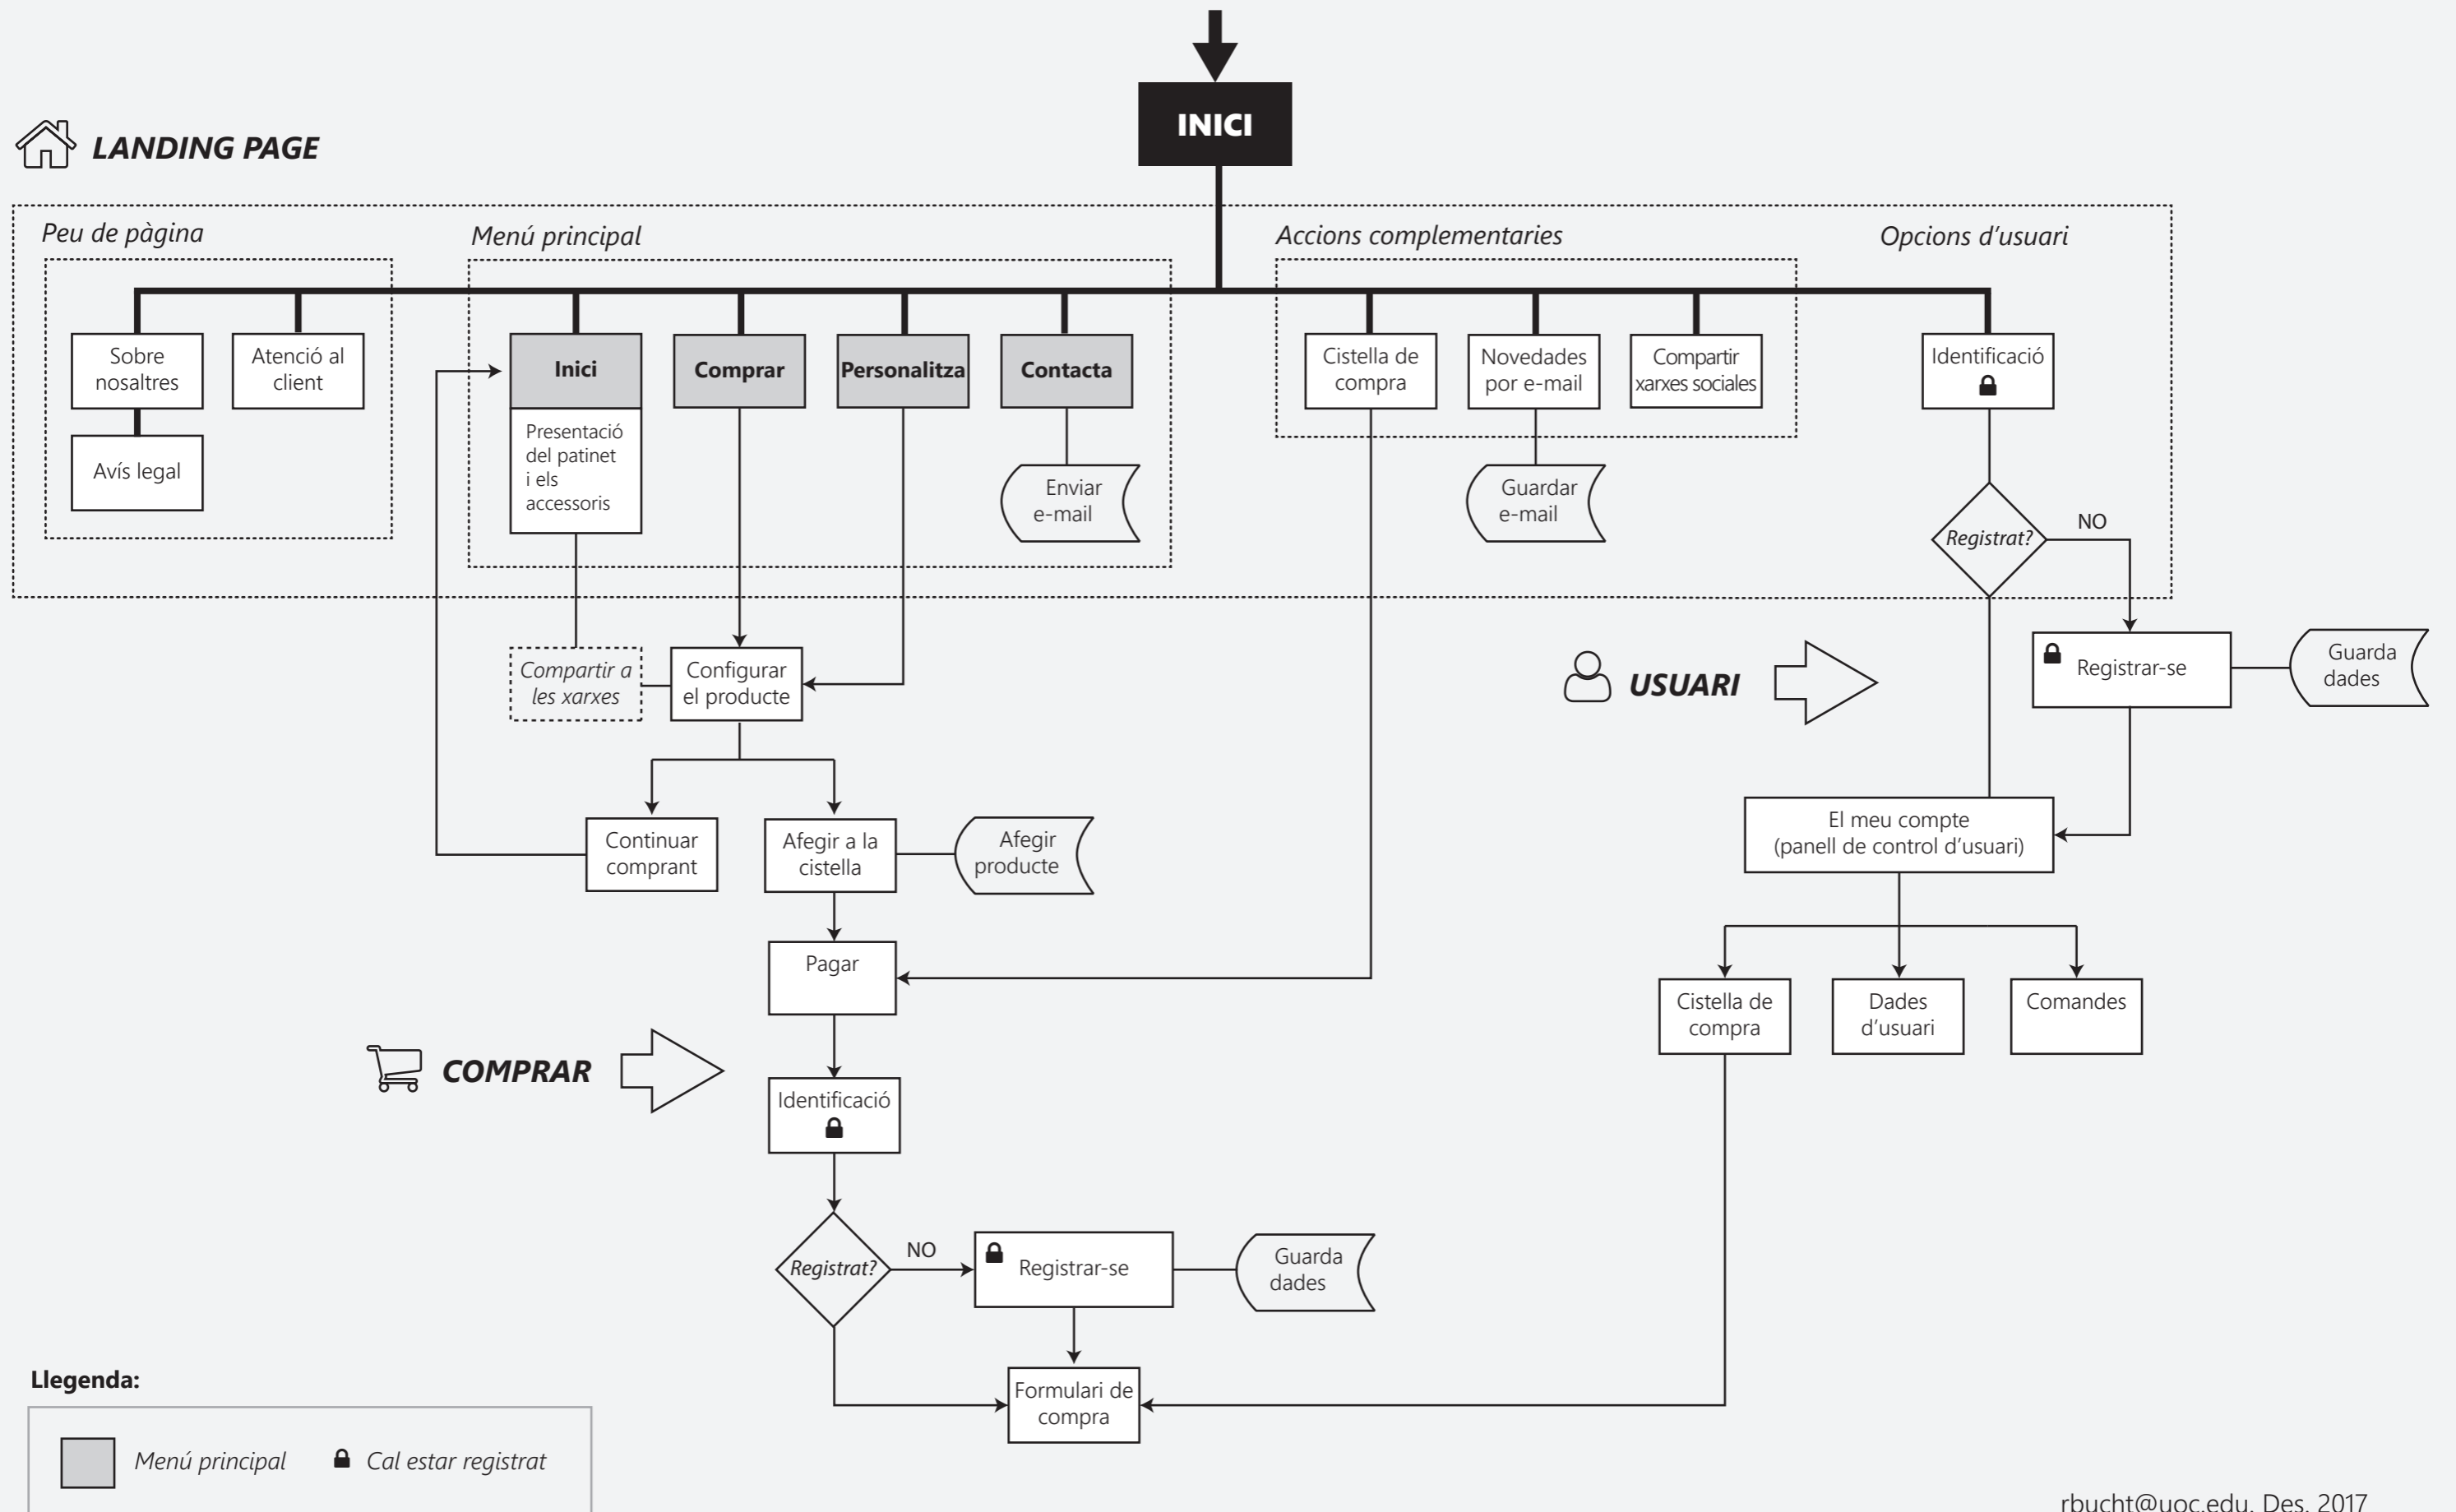 INICI
LANDING PAGE
Peu de pàgina
Menú principal
Accions complementaries
Opcions d'usuari
Sobre
nosaltres
Atenció al
client
Avís legal
Inici
Presentació
del patinet
i els
accessoris
Comprar
Personalitza
Contacta
Enviar
e-mail
Cistella de
compra
Novedades
por e-mail
Guardar
e-mail
Compartir
xarxes sociales
Identificació
Registrat?
NO
Compartir a
les xarxes
Configurar
el producte
USUARI
Registrar-se
Guarda
dades
Continuar
comprant
Afegir a la
cistella
Afegir
producte
El meu compte
(panell de control d'usuari)
Pagar
Cistella de
compra
Dades
d'usuari
Comandes
COMPRAR
Identificació
Registrat?
NO
Registrar-se
Guarda
dades
Formulari de
compra
Llegenda:
Menú principal
Cal estar registrat
rbucht@uoc.edu. Des. 2017